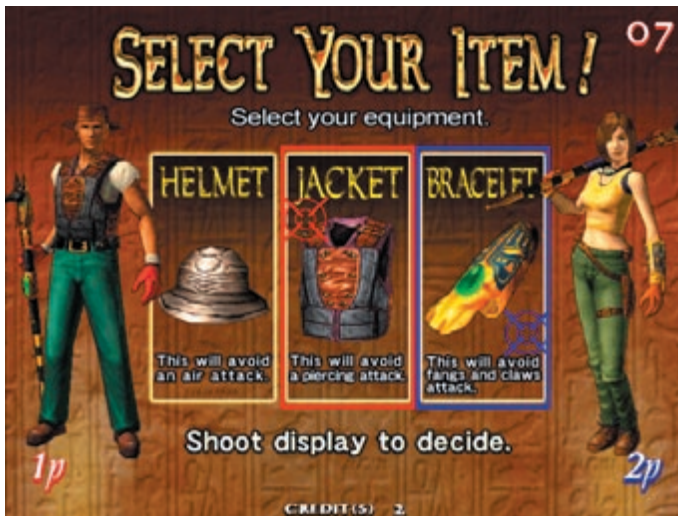 SELECT YOUR ITEM!
07
Select your equipment.
HELMET
JACKET
BRACELET
This will avoid
an air attack.
This will avoid
a piercing attack.
This will avoid
fangs and claws
attack.
Shoot display to decide.
1p
2p
CREDIT(S) 2